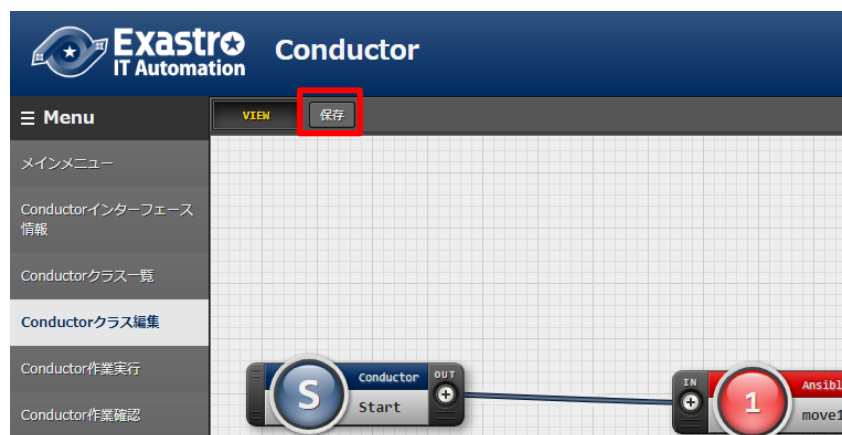 Exastro
IT Automation
Conductor
Menu
VIEW
保存
メインメニュー
Conductorインターフェース
情報
Conductorクラス一覧
Conductorクラス編集
Conductor作業実行
Conductor作業確認
S
Conductor
Start
OUT
IN
1
Ansibl
move1